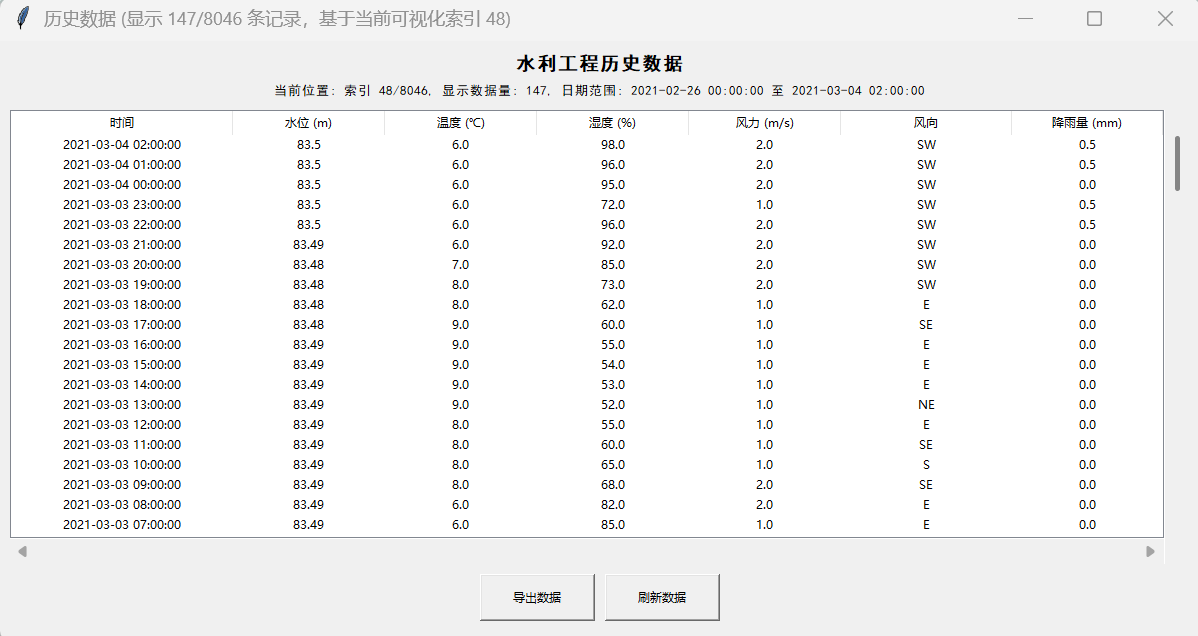 历史数据 (显示 147/8046 条记录，基于当前可视化索引 48)
水利工程历史数据
当前位置: 索引 48/8046, 显示数据量: 147, 日期范围: 2021-02-26 00:00:00 至 2021-03-04 02:00:00
时间 水位 (m) 温度 (℃) 湿度 (%) 风力 (m/s) 风向 降雨量 (mm)
2021-03-04 02:00:00 83.5 6.0 98.0 2.0 SW 0.5
2021-03-04 01:00:00 83.5 6.0 96.0 2.0 SW 0.5
2021-03-04 00:00:00 83.5 6.0 95.0 2.0 SW 0.0
2021-03-03 23:00:00 83.5 6.0 72.0 1.0 SW 0.5
2021-03-03 22:00:00 83.5 6.0 96.0 2.0 SW 0.5
2021-03-03 21:00:00 83.49 6.0 92.0 2.0 SW 0.0
2021-03-03 20:00:00 83.48 7.0 85.0 2.0 SW 0.0
2021-03-03 19:00:00 83.48 8.0 73.0 2.0 SW 0.0
2021-03-03 18:00:00 83.48 8.0 62.0 1.0 E 0.0
2021-03-03 17:00:00 83.48 9.0 60.0 1.0 SE 0.0
2021-03-03 16:00:00 83.49 9.0 55.0 1.0 E 0.0
2021-03-03 15:00:00 83.49 9.0 54.0 1.0 E 0.0
2021-03-03 14:00:00 83.49 9.0 53.0 1.0 E 0.0
2021-03-03 13:00:00 83.49 9.0 52.0 1.0 NE 0.0
2021-03-03 12:00:00 83.49 8.0 55.0 1.0 E 0.0
2021-03-03 11:00:00 83.49 8.0 60.0 1.0 SE 0.0
2021-03-03 10:00:00 83.49 8.0 65.0 1.0 S 0.0
2021-03-03 09:00:00 83.49 8.0 68.0 2.0 SE 0.0
2021-03-03 08:00:00 83.49 6.0 82.0 2.0 E 0.0
2021-03-03 07:00:00 83.49 6.0 85.0 1.0 E 0.0
导出数据 刷新数据